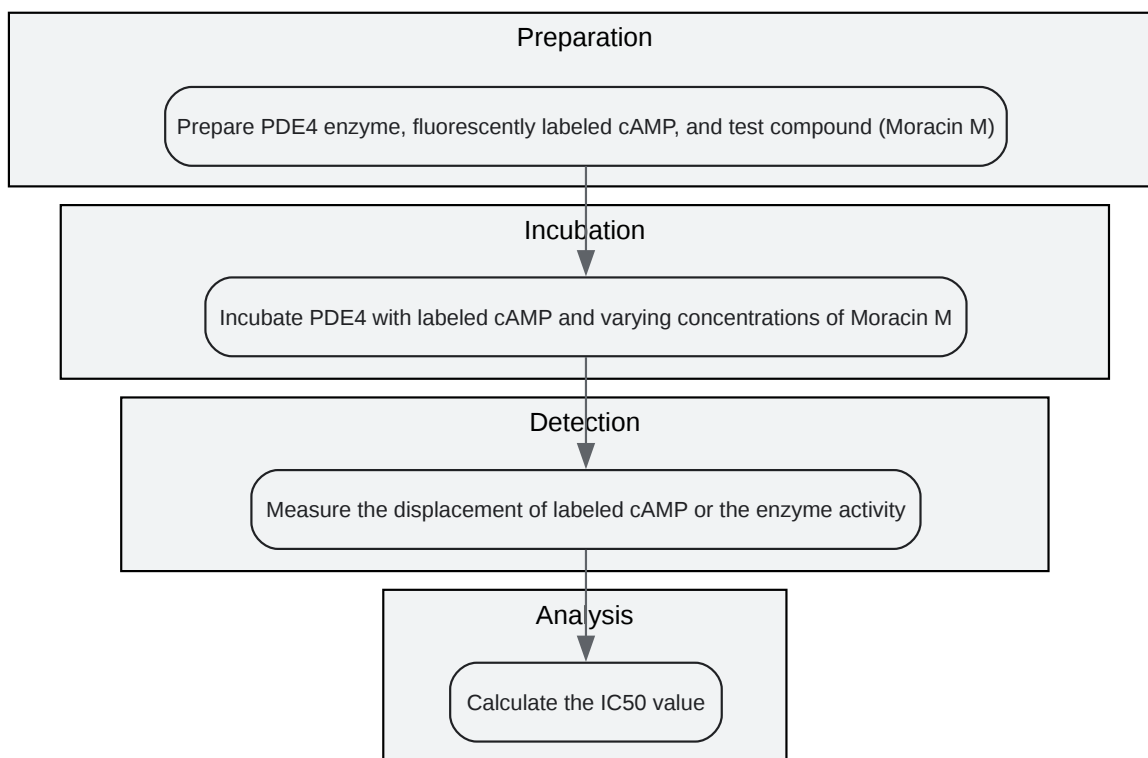 Preparation
Prepare PDE4 enzyme, fluorescently labeled cAMP, and test compound (Moracin M)
Incubation
Incubate PDE4 with labeled cAMP and varying concentrations of Moracin M
Detection
Measure the displacement of labeled cAMP or the enzyme activity
Analysis
Calculate the IC50 value